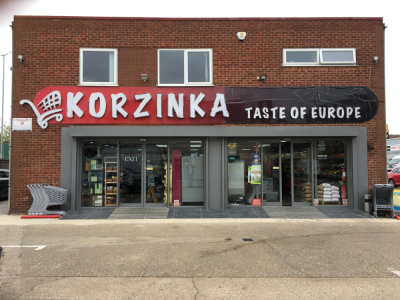 KORZINKA TASTE OF EUROPE
EXIT